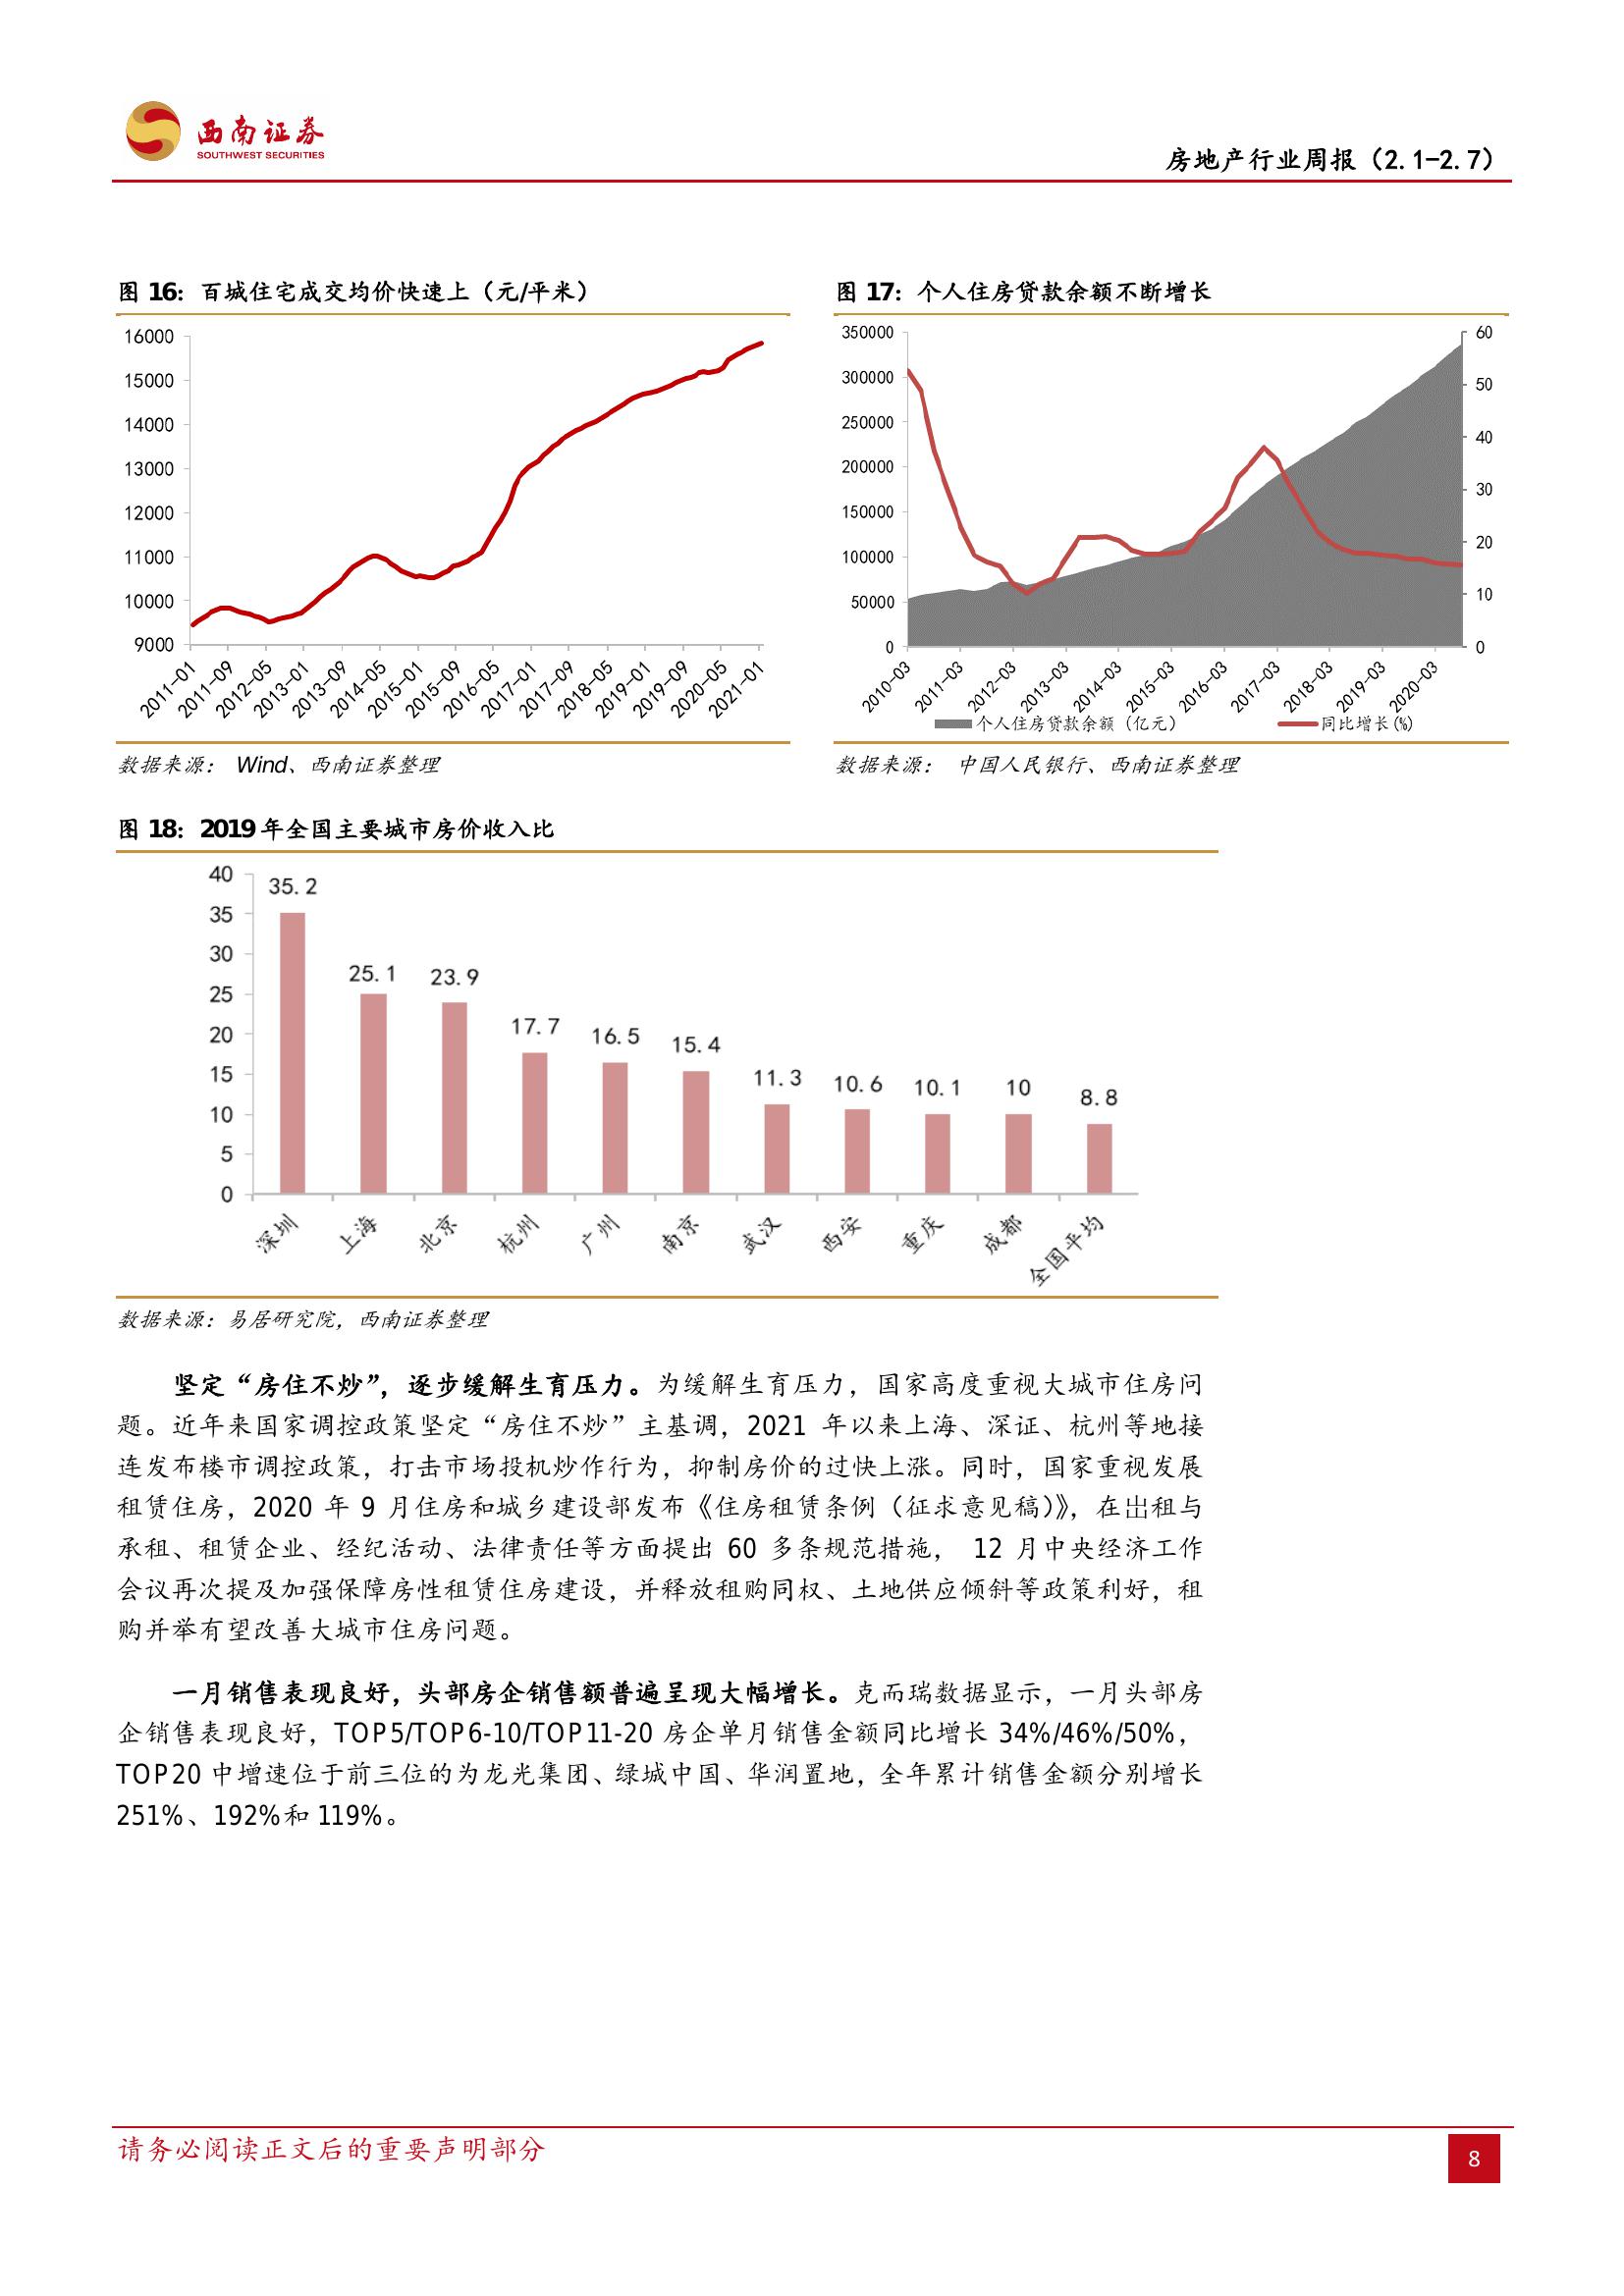 西南证券
SOUTHWEST SECURITIES
房地产行业周报（2.1-2.7）
图 16：百城住宅成交均价快速上（元/平米）
16000
15000
14000
13000
12000
11000
10000
9000
2011-01
2011-09
2012-05
2013-01
2013-09
2014-05
2015-01
2015-09
2016-05
2017-01
2017-09
2018-05
2019-01
2019-09
2020-05
2021-01
数据来源： Wind、西南证券整理
图 17：个人住房贷款余额不断增长
350000
300000
250000
200000
150000
100000
50000
0
60
50
40
30
20
10
0
2010-03
2011-03
2012-03
2013-03
2014-03
2015-03
2016-03
2017-03
2018-03
2019-03
2020-03
个人住房贷款余额（亿元）
同比增长(%)
数据来源： 中国人民银行、西南证券整理
图 18：2019 年全国主要城市房价收入比
40
35
30
25
20
15
10
5
0
35.2
25.1
23.9
17.7
16.5
15.4
11.3
10.6
10.1
10
8.8
深圳
上海
北京
杭州
广州
南京
武汉
西安
重庆
成都
全国平均
数据来源：易居研究院，西南证券整理
坚定“房住不炒”，逐步缓解生育压力。为缓解生育压力，国家高度重视大城市住房问
题。近年来国家调控政策坚定“房住不炒”主基调，2021 年以来上海、深证、杭州等地接
连发布楼市调控政策，打击市场投机炒作行为，抑制房价的过快上涨。同时，国家重视发展
租赁住房，2020 年 9 月住房和城乡建设部发布《住房租赁条例（征求意见稿）》，在出租与
承租、租赁企业、经纪活动、法律责任等方面提出 60 多条规范措施， 12 月中央经济工作
会议再次提及加强保障房性租赁住房建设，并释放租购同权、土地供应倾斜等政策利好，租
购并举有望改善大城市住房问题。
一月销售表现良好，头部房企销售额普遍呈现大幅增长。克而瑞数据显示，一月头部房
企销售表现良好，TOP5/TOP6-10/TOP11-20 房企单月销售金额同比增长 34%/46%/50%，
TOP20 中增速位于前三位的为龙光集团、绿城中国、华润置地，全年累计销售金额分别增长
251%、192%和 119%。
请务必阅读正文后的重要声明部分
8